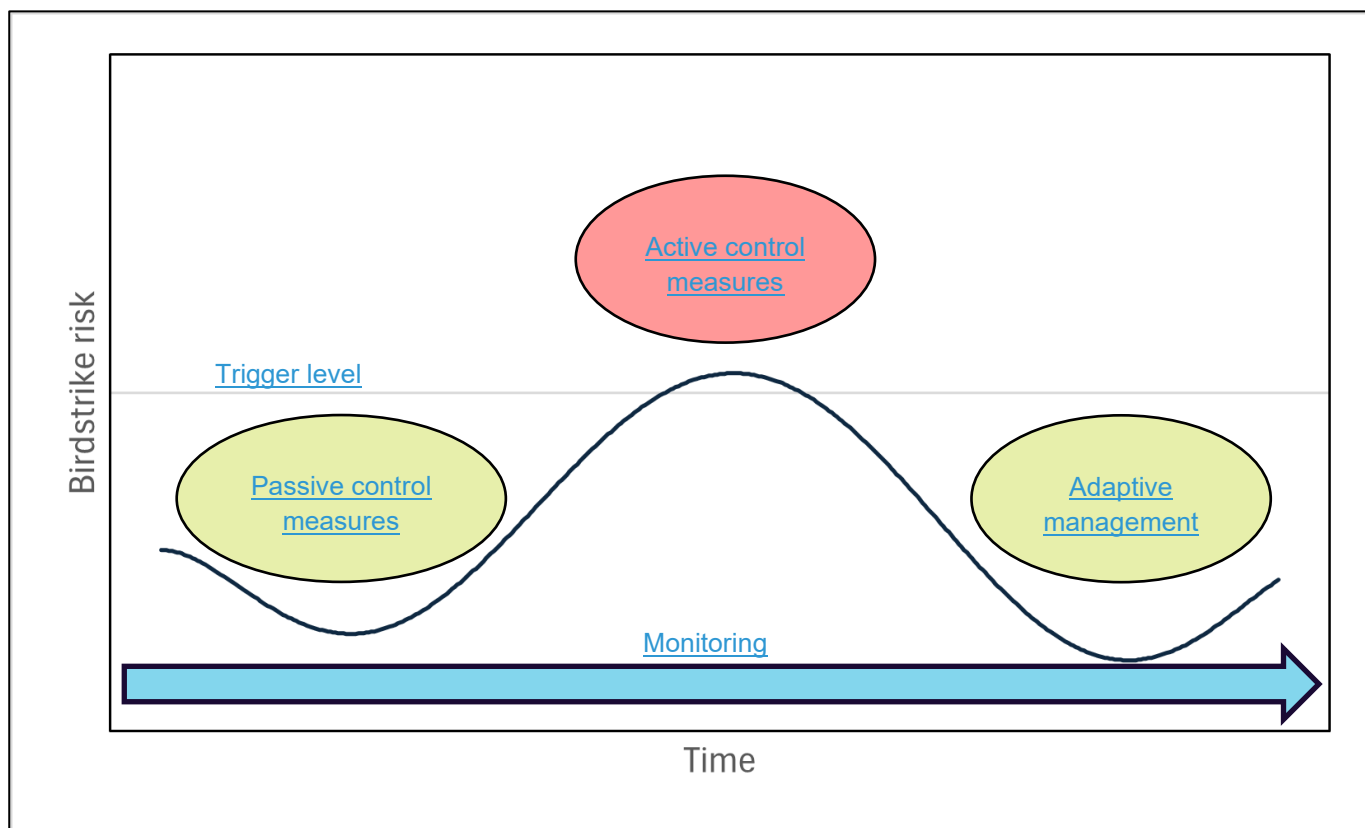 Active control
measures
Birdstrike risk
Trigger level
Passive control
measures
Adaptive
management
Monitoring
Time